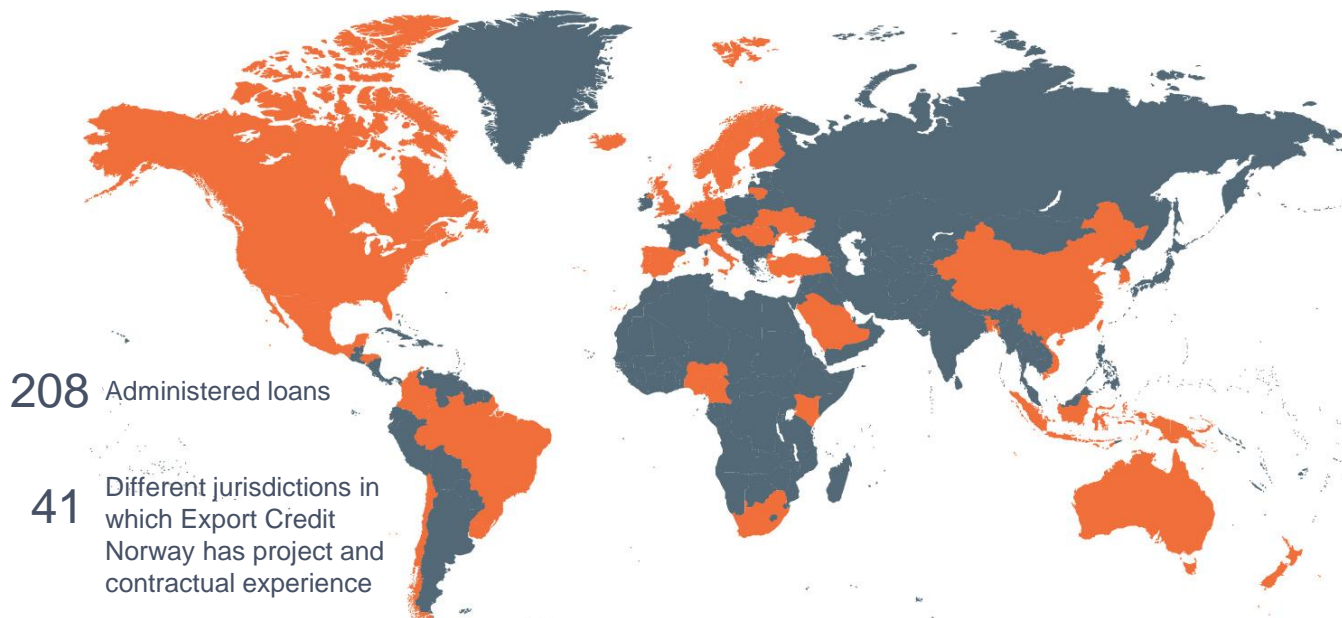 208 Administered loans
41 Different jurisdictions in
which Export Credit
Norway has project and
contractual experience